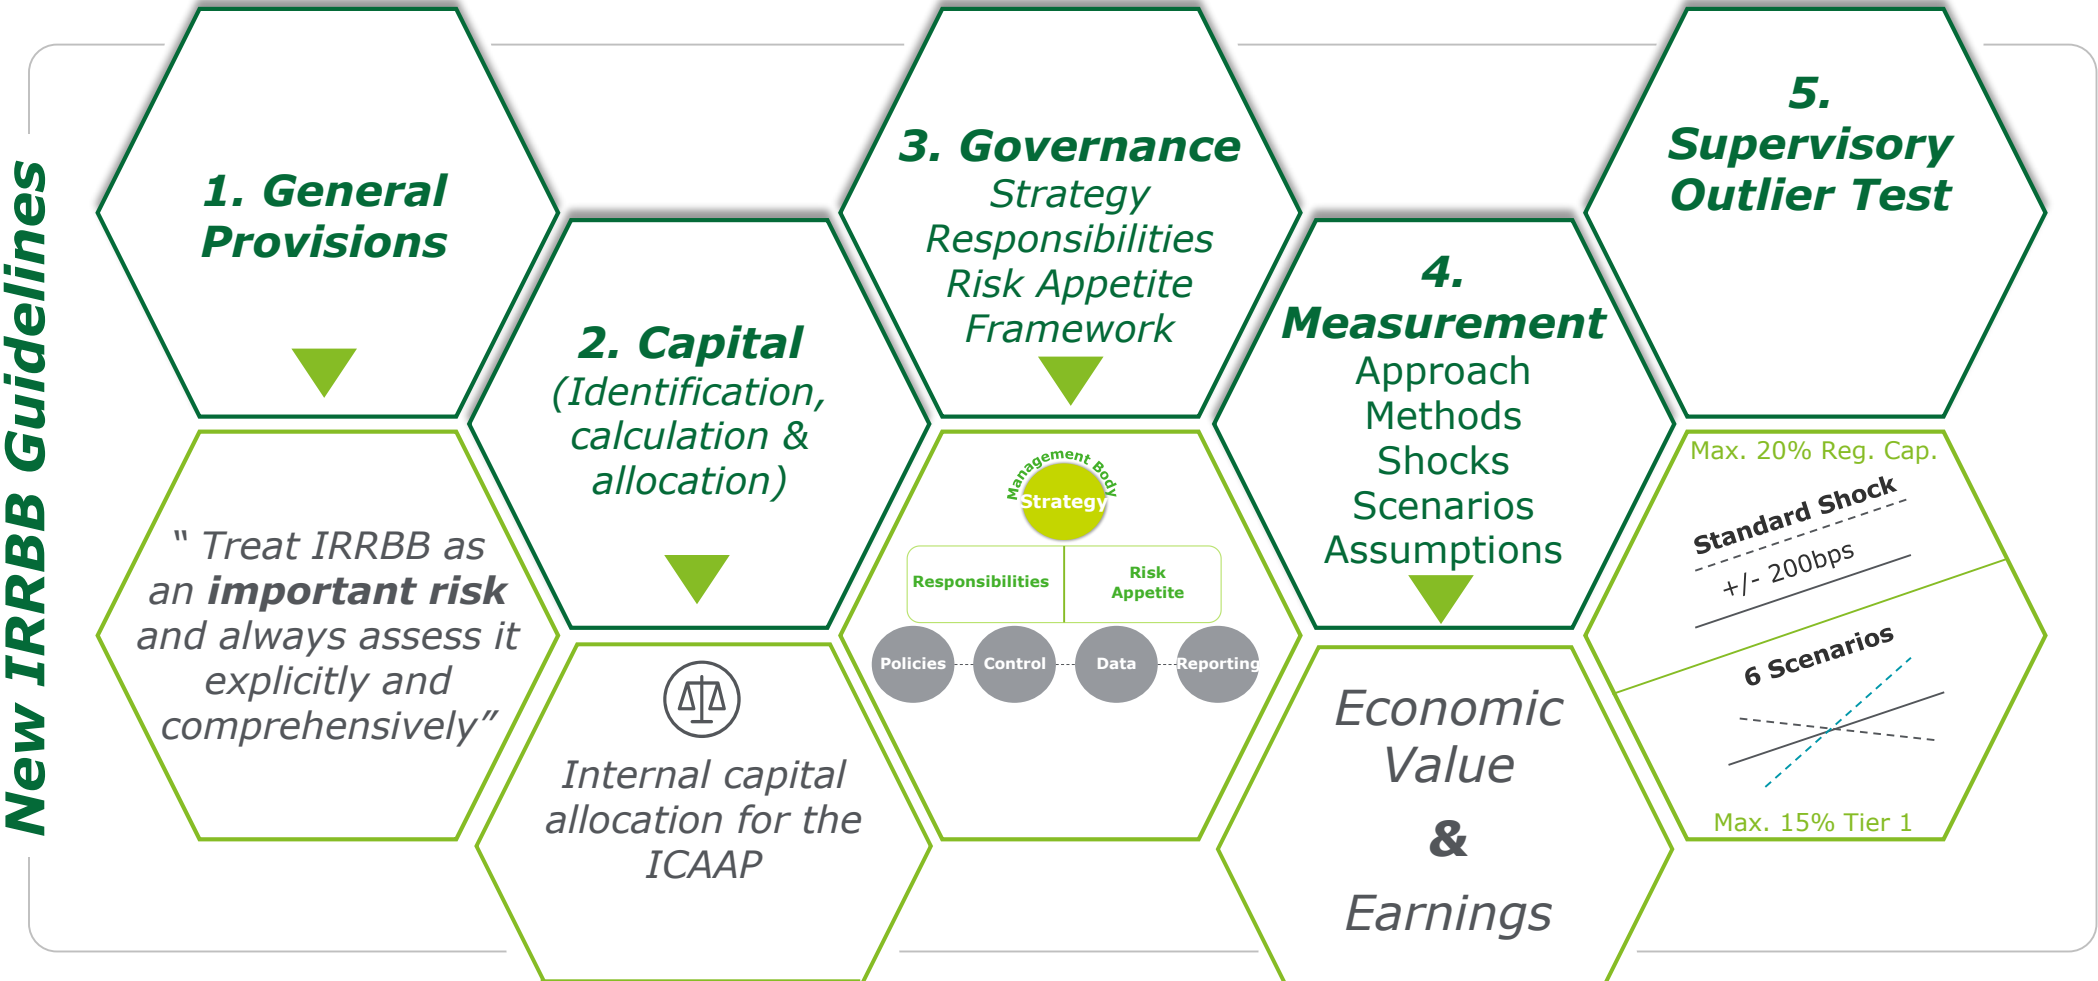 New IRRBB Guidelines
1. General
Provisions
“ Treat IRRBB as
an important risk
and always assess it
explicitly and
comprehensively”
2. Capital
(Identification,
calculation &
allocation)
Internal capital
allocation for the
ICAAP
3. Governance
Strategy
Responsibilities
Risk Appetite
Framework
Management Body
Strategy
Responsibilities
Risk
Appetite
Policies
Control
Data
Reporting
4.
Measurement
Approach
Methods
Shocks
Scenarios
Assumptions
Economic
Value
&
Earnings
5.
Supervisory
Outlier Test
Max. 20% Reg. Cap.
Standard Shock
+/- 200bps
6 Scenarios
Max. 15% Tier 1